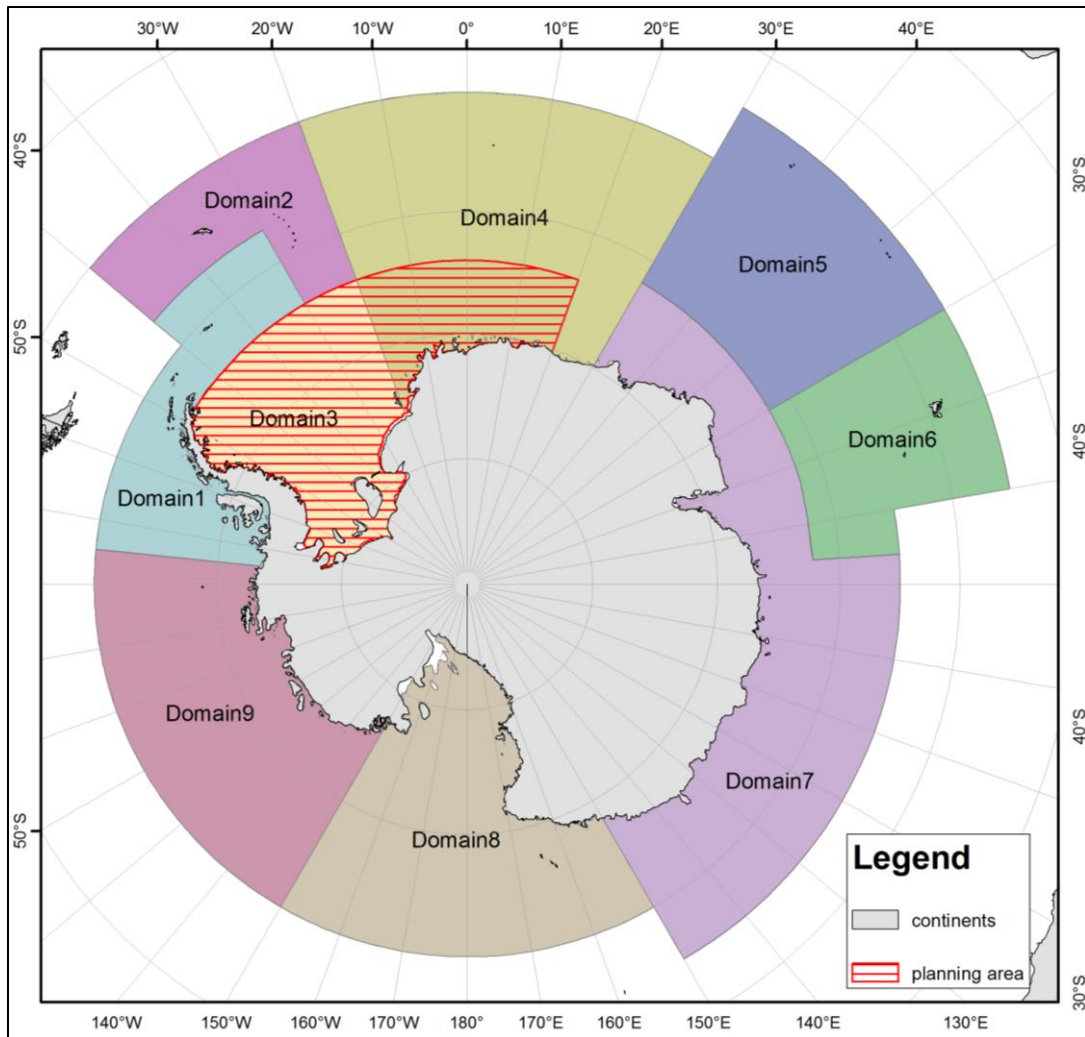 30°W 20°W 10°W 0° 10°E 20°E 30°E 40°E
40°S
30°S
Domain2
Domain4
Domain5
50°S
Domain3
Domain6
40°S
Domain1
Domain9
40°S
Domain7
50°S
Domain8
Legend
continents
planning area
30°S
140°W 150°W 160°W 170°W 180° 170°E 160°E 150°E 140°E 130°E